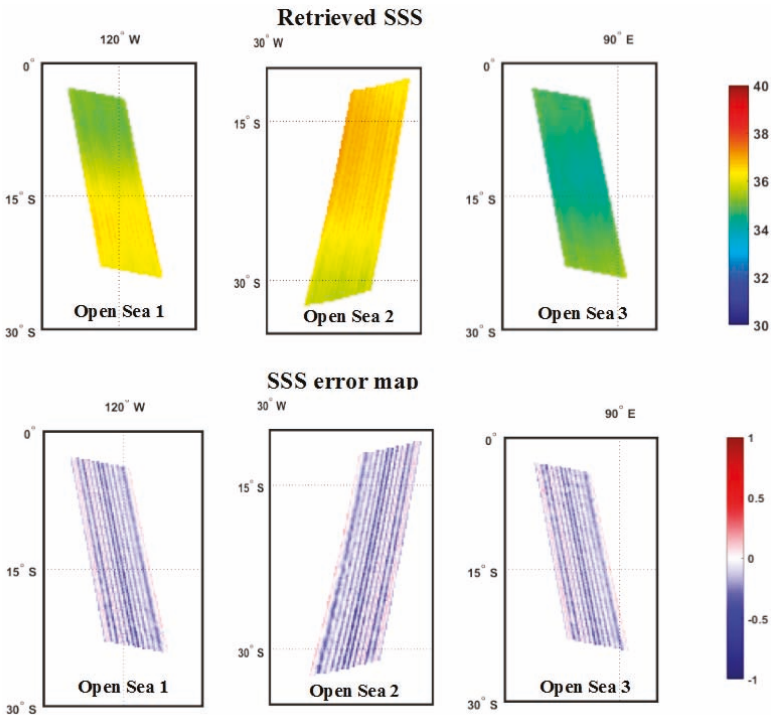 Retrieved SSS
120° W
30° W
90° E
0°
15° S
30° S
Open Sea 1
15° S
30° S
Open Sea 2
0°
15° S
30° S
Open Sea 3
40
38
36
34
32
30
SSS error map
120° W
30° W
90° E
0°
15° S
30° S
Open Sea 1
0°
15° S
30° S
Open Sea 2
0°
15° S
30° S
Open Sea 3
1
0.5
0
-0.5
-1